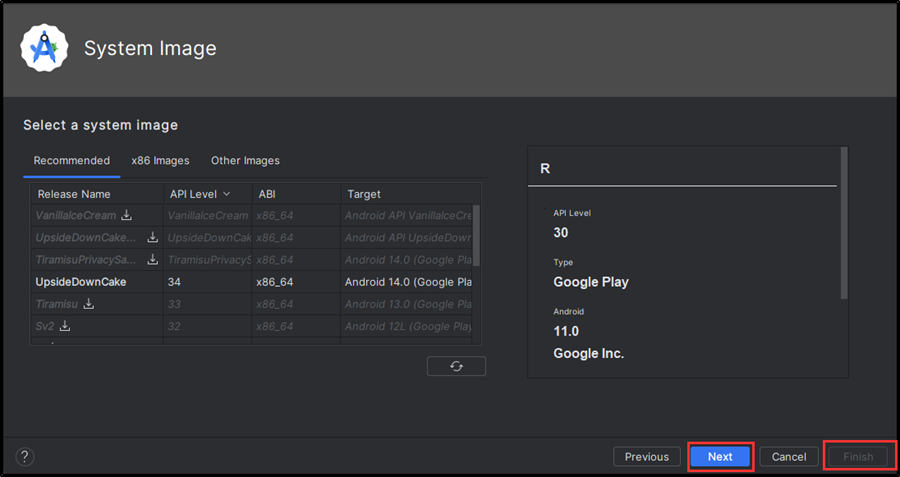 System Image
Select a system image
Recommended x86 Images Other Images
Release Name API Level ABI Target
VanillaIceCream VanillaIceCream x86_64 Android API VanillaIceCre
UpsideDownCake... UpsideDownCak x86_64 Android API UpsideDown
TiramisuPrivacySa... TiramisuPrivacyS x86_64 Android 14.0 (Google Pla
UpsideDownCake 34 x86_64 Android 14.0 (Google Pla
Tiramisu 33 x86_64 Android 13.0 (Google Pla
Sv2 32 x86_64 Android 12L (Google Play
R
API Level
30
Type
Google Play
Android
11.0
Google Inc.
? Previous Next Cancel Finish